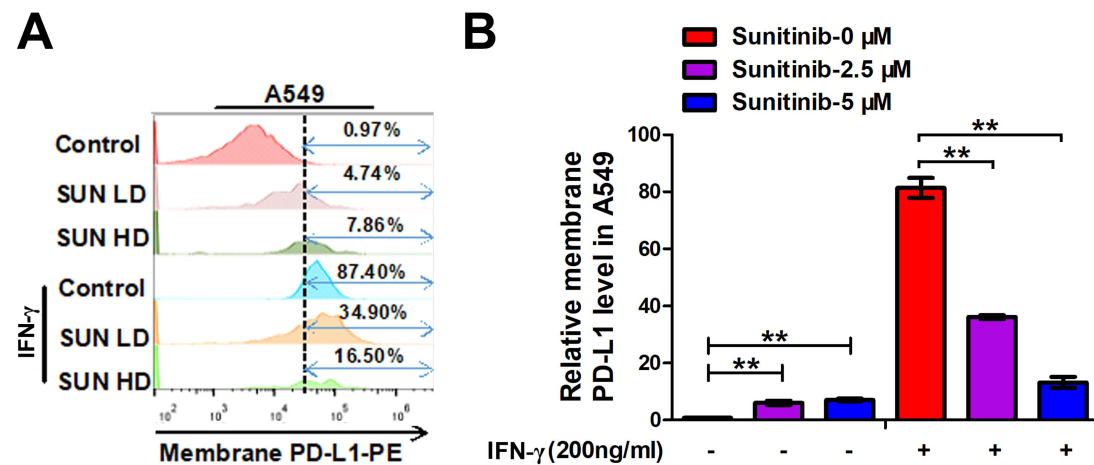 A
A549
Control 0.97%
SUN LD 4.74%
SUN HD 7.86%
Control 87.40%
SUN LD 34.90%
SUN HD 16.50%
IFN-γ
10² 10³ 10⁴ 10⁵ 10⁶
Membrane PD-L1-PE
B
Sunitinib-0 µM
Sunitinib-2.5 µM
Sunitinib-5 µM
Relative membrane
PD-L1 level in A549
100
80
60
40
20
0
** **
** **
IFN-γ(200ng/ml) - - - + + +